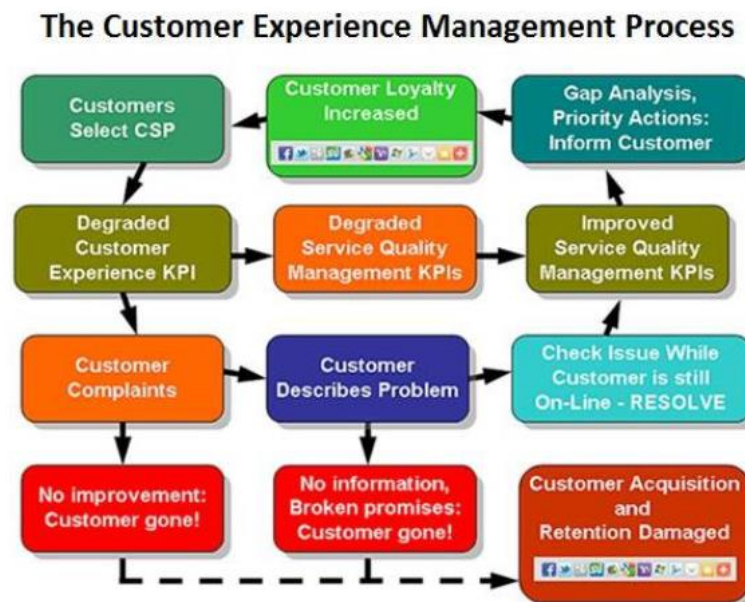 The Customer Experience Management Process
Customers
Select CSP
Customer Loyalty
Increased
Gap Analysis,
Priority Actions:
Inform Customer
Degraded
Customer
Experience KPI
Degraded
Service Quality
Management KPIs
Improved
Service Quality
Management KPIs
Customer
Complaints
Customer
Describes Problem
Check Issue While
Customer is still
On-Line - RESOLVE
No improvement:
Customer gone!
No information,
Broken promises:
Customer gone!
Customer Acquisition
and
Retention Damaged